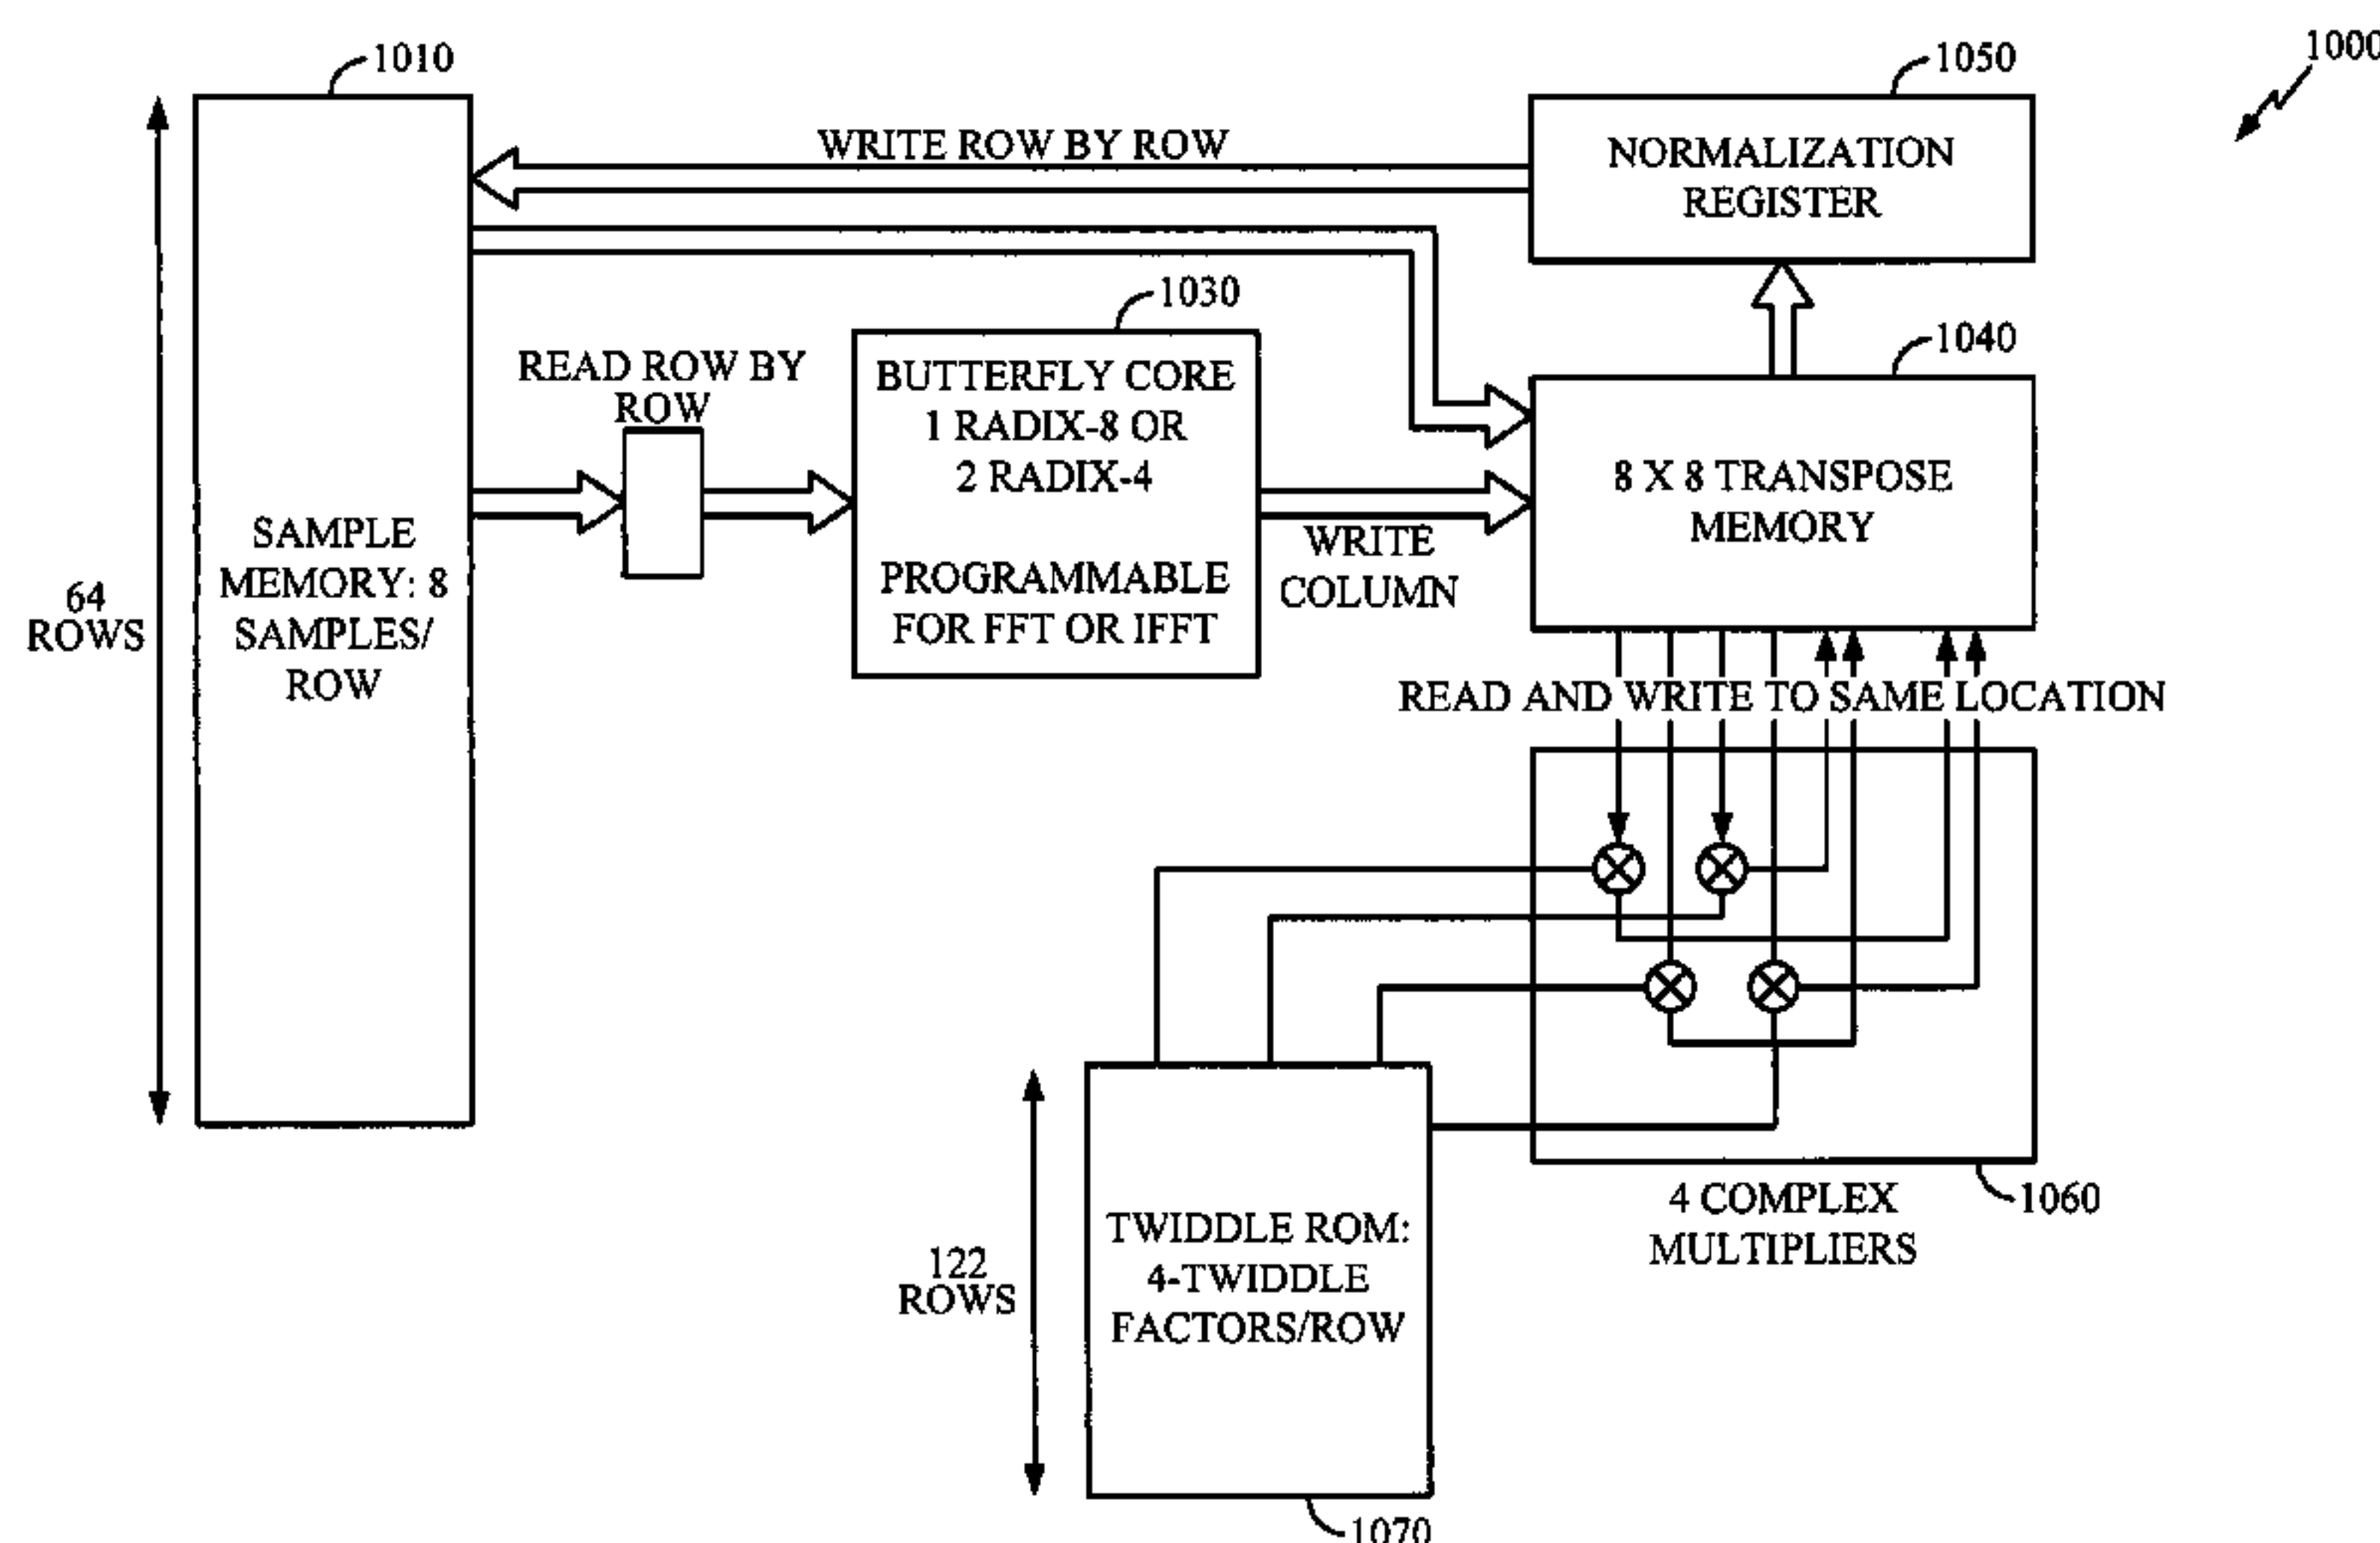 1010
1050
1000
WRITE ROW BY ROW
NORMALIZATION
REGISTER
1030
1040
READ ROW BY
ROW
BUTTERFLY CORE
1 RADIX-8 OR
2 RADIX-4
PROGRAMMABLE
FOR FFT OR IFFT
8 X 8 TRANSPOSE
MEMORY
WRITE
COLUMN
64
ROWS
SAMPLE
MEMORY: 8
SAMPLES/
ROW
READ AND WRITE TO SAME LOCATION
1060
4 COMPLEX
MULTIPLIERS
122
ROWS
TWIDDLE ROM:
4-TWIDDLE
FACTORS/ROW
1070